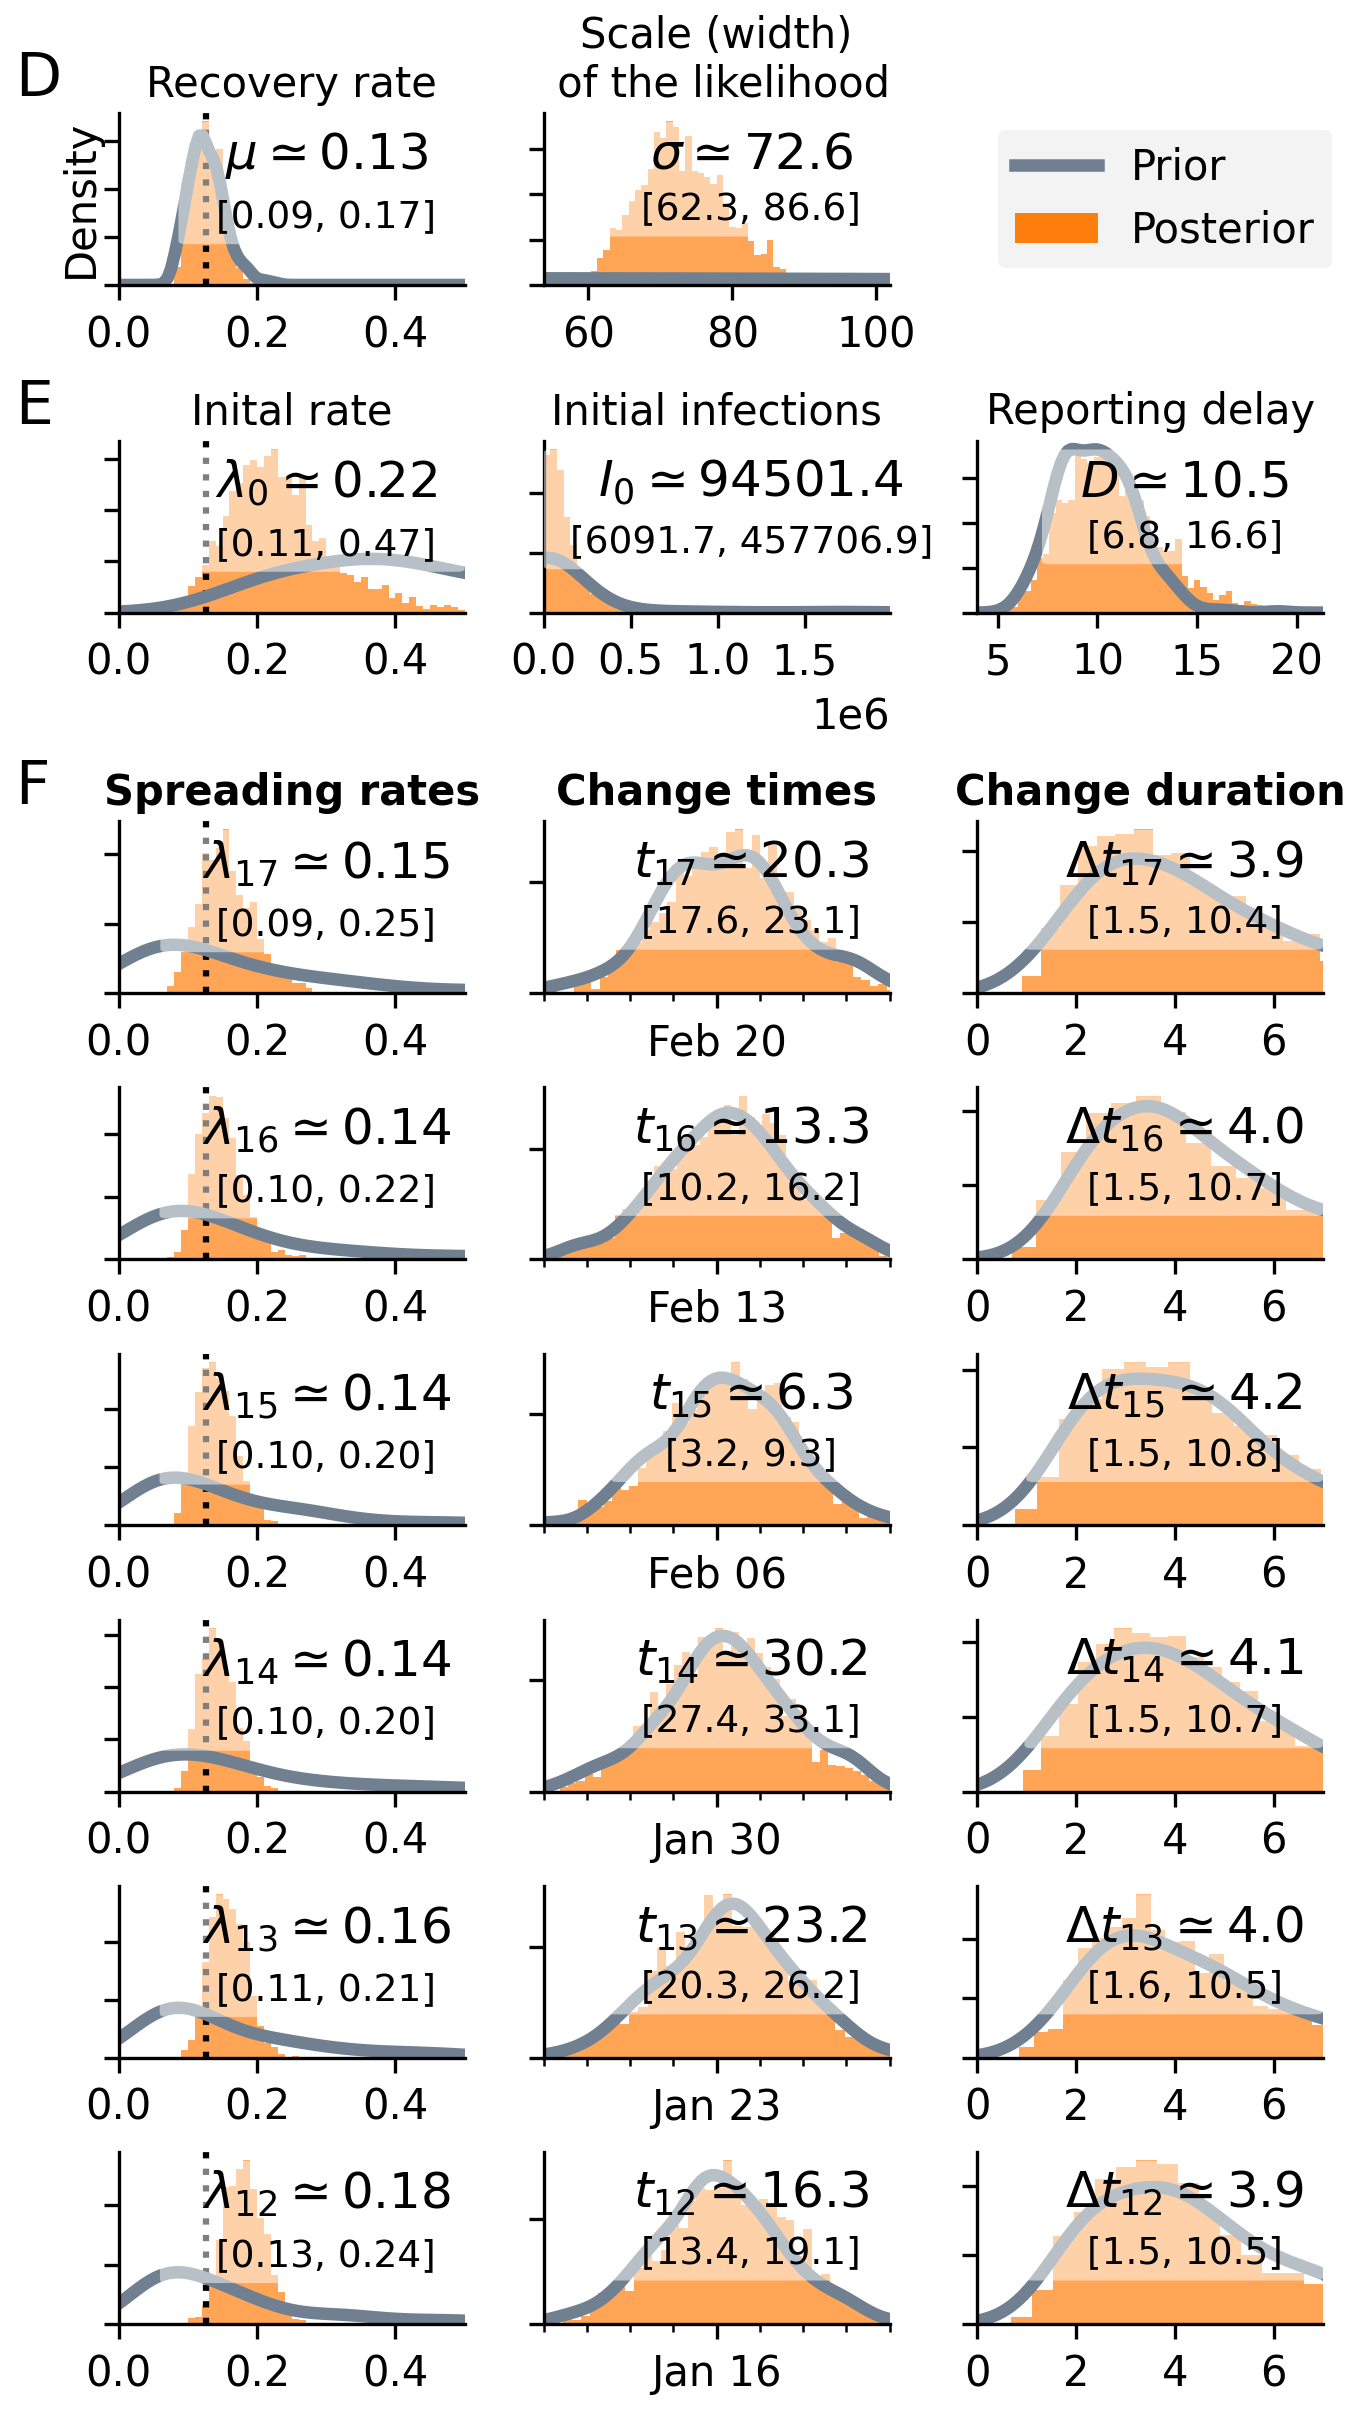 D
Recovery rate
Scale (width)
of the likelihood
Density
μ ≃ 0.13
[0.09, 0.17]
0.0 0.2 0.4
σ ≃ 72.6
[62.3, 86.6]
60 80 100
Prior
Posterior
E
Inital rate
λ0 ≃ 0.22
[0.11, 0.47]
0.0 0.2 0.4
Initial infections
I0 ≃ 94501.4
[6091.7, 457706.9]
0.0 0.5 1.0 1.5
1e6
Reporting delay
D ≃ 10.5
[6.8, 16.6]
5 10 15 20
F
Spreading rates
Change times
Change duration
λ17 ≃ 0.15
[0.09, 0.25]
0.0 0.2 0.4
t17 ≃ 20.3
[17.6, 23.1]
Feb 20
Δt17 ≃ 3.9
[1.5, 10.4]
0 2 4 6
λ16 ≃ 0.14
[0.10, 0.22]
0.0 0.2 0.4
t16 ≃ 13.3
[10.2, 16.2]
Feb 13
Δt16 ≃ 4.0
[1.5, 10.7]
0 2 4 6
λ15 ≃ 0.14
[0.10, 0.20]
0.0 0.2 0.4
t15 ≃ 6.3
[3.2, 9.3]
Feb 06
Δt15 ≃ 4.2
[1.5, 10.8]
0 2 4 6
λ14 ≃ 0.14
[0.10, 0.20]
0.0 0.2 0.4
t14 ≃ 30.2
[27.4, 33.1]
Jan 30
Δt14 ≃ 4.1
[1.5, 10.7]
0 2 4 6
λ13 ≃ 0.16
[0.11, 0.21]
0.0 0.2 0.4
t13 ≃ 23.2
[20.3, 26.2]
Jan 23
Δt13 ≃ 4.0
[1.6, 10.5]
0 2 4 6
λ12 ≃ 0.18
[0.13, 0.24]
0.0 0.2 0.4
t12 ≃ 16.3
[13.4, 19.1]
Jan 16
Δt12 ≃ 3.9
[1.5, 10.5]
0 2 4 6